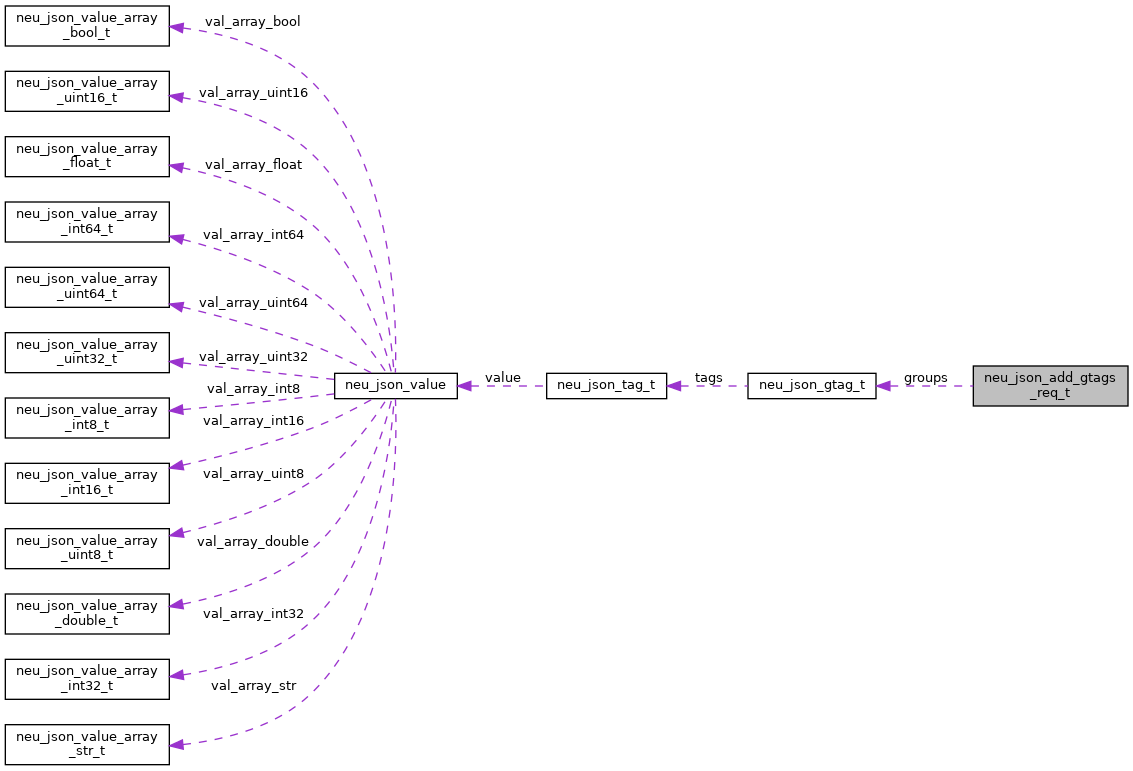 neu_json_value_array
_bool_t
val_array_bool
neu_json_value_array
_uint16_t
val_array_uint16
neu_json_value_array
_float_t
val_array_float
neu_json_value_array
_int64_t
val_array_int64
neu_json_value_array
_uint64_t
val_array_uint64
neu_json_value_array
_uint32_t
val_array_uint32
neu_json_value
value
neu_json_tag_t
tags
neu_json_gtag_t
groups
neu_json_add_gtags
_req_t
neu_json_value_array
_int8_t
val_array_int8
neu_json_value_array
_int16_t
val_array_int16
neu_json_value_array
_uint8_t
val_array_uint8
neu_json_value_array
_double_t
val_array_double
neu_json_value_array
_int32_t
val_array_int32
neu_json_value_array
_str_t
val_array_str